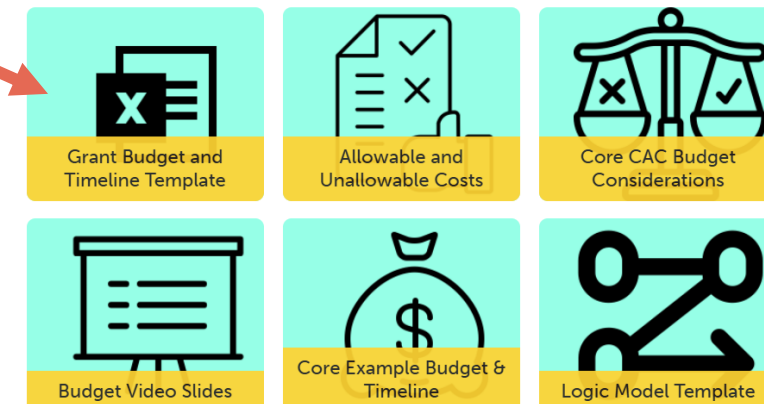 X
Grant Budget and
Timeline Template
Allowable and
Unallowable Costs
Core CAC Budget
Considerations
Budget Video Slides
$
Core Example Budget &
Timeline
Logic Model Template